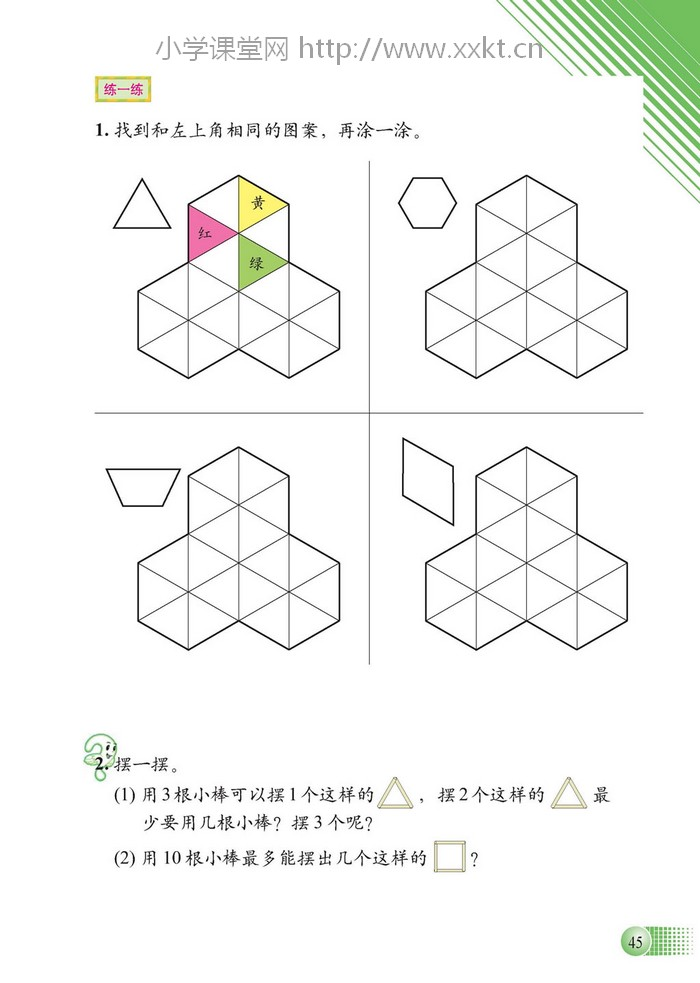 小学课堂网 http://www.xxkt.cn
练一练
1. 找到和左上角相同的图案，再涂一涂。
黄
红
绿
2. 摆一摆。
(1) 用3根小棒可以摆1个这样的 ，摆2个这样的 最
少要用几根小棒？摆3个呢？
(2) 用10根小棒最多能摆出几个这样的 ？
45